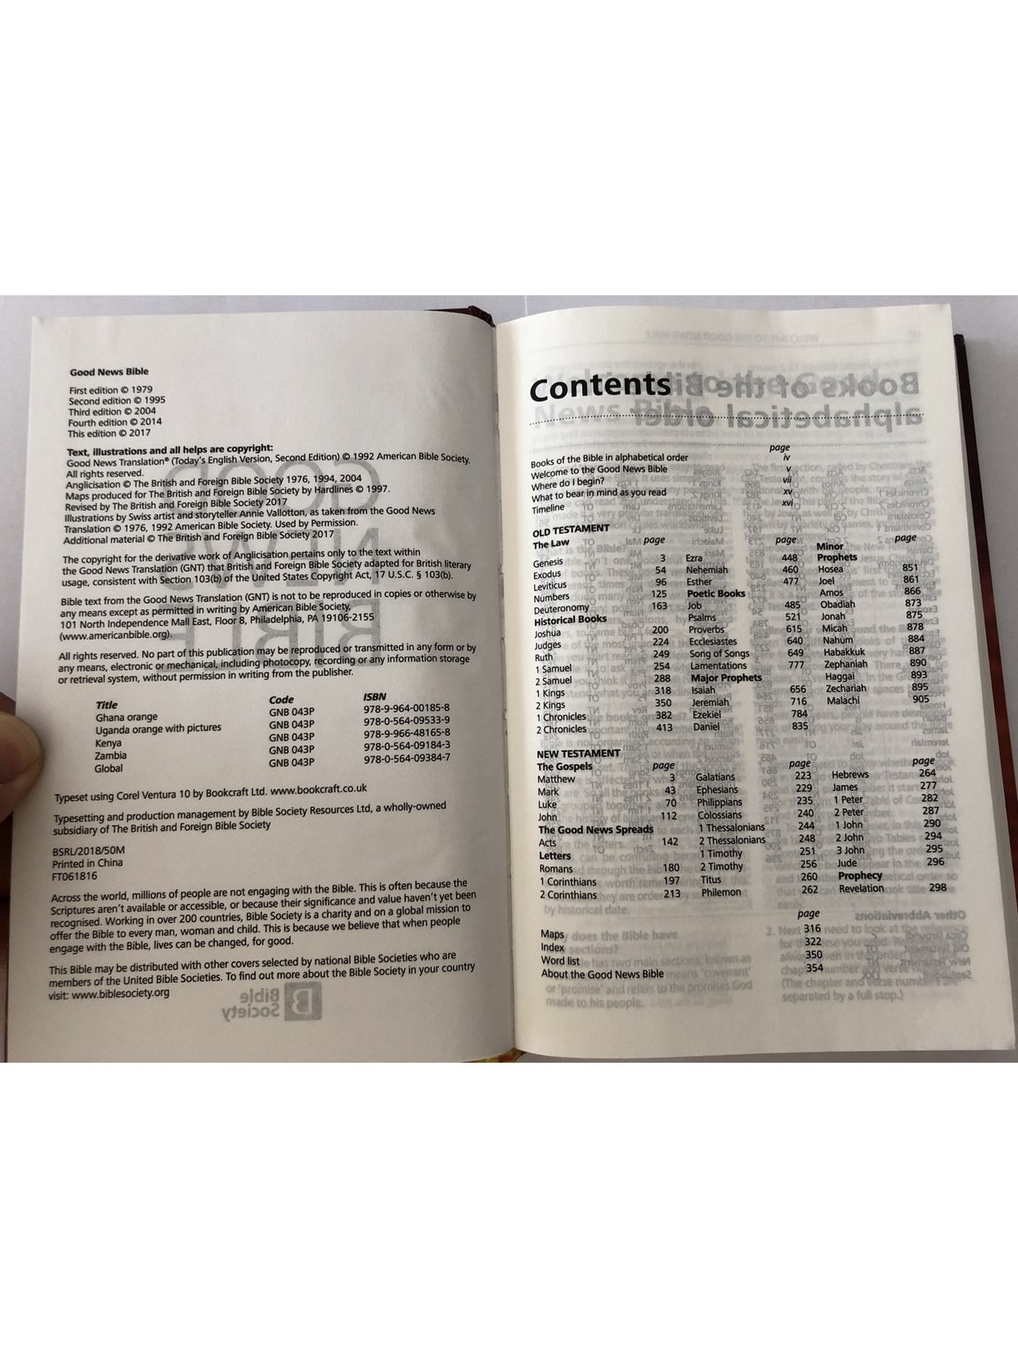 Good News Bible
First edition © 1979
Second edition © 1995
Third edition © 2004
Fourth edition © 2014
This edition © 2017
Text, illustrations and all helps are copyright:
Good News Translation® (Today's English Version, Second Edition) © 1992 American Bible Society,
All rights reserved.
Anglicisation © The British and Foreign Bible Society 1976, 1994, 2004
Maps produced for The British and Foreign Bible Society by Hardlines © 1997.
Revised by The British and Foreign Bible Society 2017
Illustrations by Swiss artist and storyteller Annie Vallotton, as taken from the Good News
Translation © 1976, 1992 American Bible Society. Used by Permission.
Additional material © The British and Foreign Bible Society 2017
The copyright for the derivative work of Anglicisation pertains only to the text within
the Good News Translation (GNT) that British and Foreign Bible Society adapted for British literary
usage, consistent with Section 103(b) of the United States Copyright Act, 17 U.S.C. § 103(b).
Bible text from the Good News Translation (GNT) is not to be reproduced in copies or otherwise by
any means except as permitted in writing by American Bible Society,
101 North Independence Mall East, Floor 8, Philadelphia, PA 19106-2155
(www.americanbible.org).
All rights reserved. No part of this publication may be reproduced or transmitted in any form or by
any means, electronic or mechanical, including photocopy, recording or any information storage
or retrieval system, without permission in writing from the publisher.
Title Code ISBN
Ghana orange GNB 043P 978-9-964-00185-8
Uganda orange with pictures GNB 043P 978-0-564-09533-9
Kenya GNB 043P 978-9-966-48165-8
Zambia GNB 043P 978-0-564-09184-3
Global GNB 043P 978-0-564-09384-7
Typeset using Corel Ventura 10 by Bookcraft Ltd. www.bookcraft.co.uk
Typesetting and production management by Bible Society Resources Ltd, a wholly-owned
subsidiary of The British and Foreign Bible Society
BSRL/2018/50M
Printed in China
FT061816
Across the world, millions of people are not engaging with the Bible. This is often because the
Scriptures aren't available or accessible, or because their significance and value haven't yet been
recognised. Working in over 200 countries, Bible Society is a charity and on a global mission to
offer the Bible to every man, woman and child. This is because we believe that when people
engage with the Bible, lives can be changed, for good.
This Bible may be distributed with other covers selected by national Bible Societies who are
members of the United Bible Societies. To find out more about the Bible Society in your country
visit: www.biblesociety.org
Contents
page
Books of the Bible in alphabetical order iv
Welcome to the Good News Bible v
Where do I begin? vii
What to bear in mind as you read xv
Timeline xvi
OLD TESTAMENT
The Law page
Genesis 3
Exodus 54
Leviticus 96
Numbers 125
Deuteronomy 163
Historical Books
Joshua 200
Judges 224
Ruth 249
1 Samuel 254
2 Samuel 288
1 Kings 318
2 Kings 350
1 Chronicles 382
2 Chronicles 413
page
Ezra 448
Nehemiah 460
Esther 477
Poetic Books
Job 485
Psalms 521
Proverbs 615
Ecclesiastes 640
Song of Songs 649
Lamentations 777
Major Prophets
Isaiah 656
Jeremiah 716
Ezekiel 784
Daniel 835
Minor page
Prophets
Hosea 851
Joel 861
Amos 866
Obadiah 873
Jonah 875
Micah 878
Nahum 884
Habakkuk 887
Zephaniah 890
Haggai 893
Zechariah 895
Malachi 905
NEW TESTAMENT
The Gospels page
Matthew 3
Mark 43
Luke 70
John 112
The Good News Spreads
Acts 142
Letters
Romans 180
1 Corinthians 197
2 Corinthians 213
page
Galatians 223
Ephesians 229
Philippians 235
Colossians 240
1 Thessalonians 244
2 Thessalonians 248
1 Timothy 251
2 Timothy 256
Titus 260
Philemon 262
page
Hebrews 264
James 277
1 Peter 282
2 Peter 287
1 John 290
2 John 294
3 John 295
Jude 296
Prophecy
Revelation 298
page
Maps 316
Index 322
Word list 350
About the Good News Bible 354